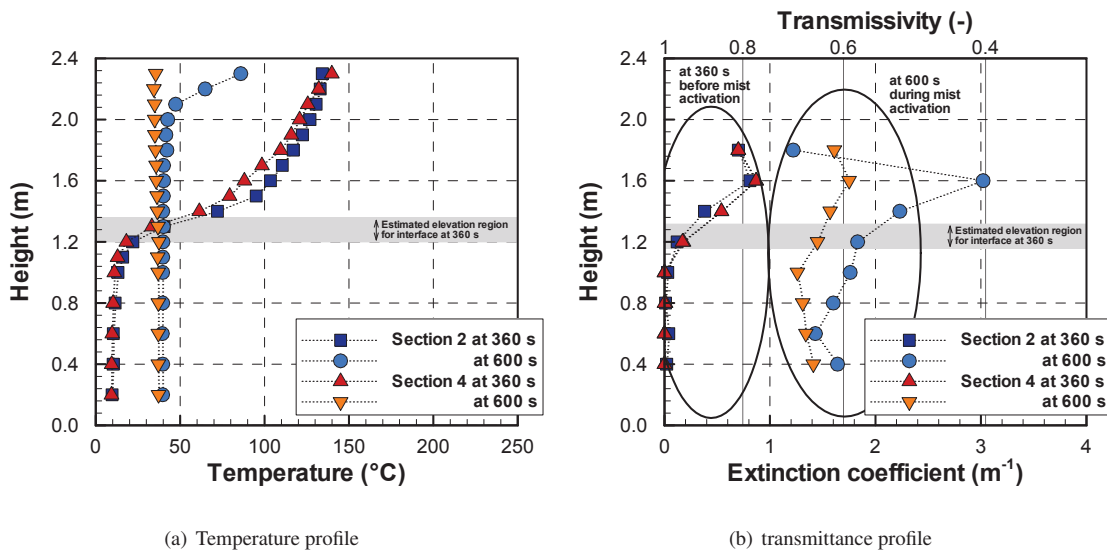 Transmissivity (-)
(a)
(b)
1
0.8
0.6
0.4
2.4
2.0
1.6
1.2
0.8
0.4
0.0
Height (m)
Estimated elevation region
for interface at 360 s
Section 2 at 360 s
at 600 s
Section 4 at 360 s
at 600 s
0
50
100
150
200
250
Temperature (°C)
2.4
2.0
1.6
1.2
0.8
0.4
0.0
Height (m)
at 360 s
before mist
activation
at 600 s
during mist
activation
Estimated elevation region
for interface at 360 s
Section 2 at 360 s
at 600 s
Section 4 at 360 s
at 600 s
0
1
2
3
4
Extinction coefficient (m⁻¹)
(a) Temperature profile
(b) transmittance profile